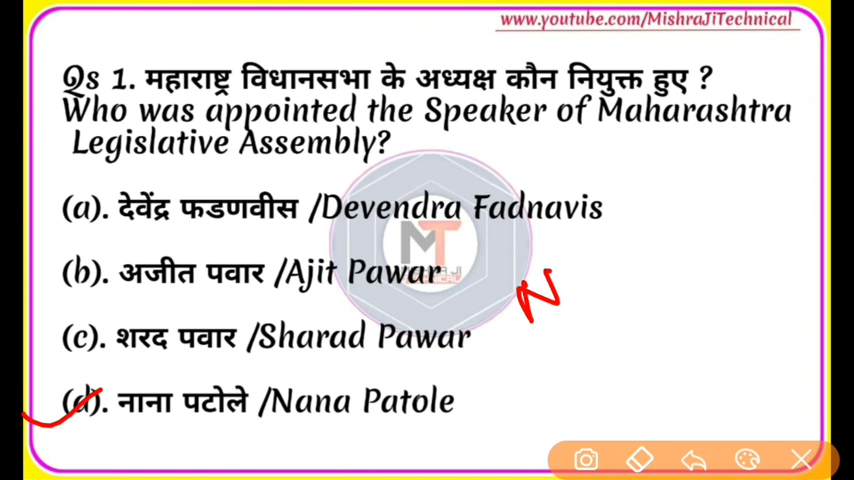 www.youtube.com/MishraJiTechnical
Qs 1. महाराष्ट्र विधानसभा के अध्यक्ष कौन नियुक्त हुए ?
Who was appointed the Speaker of Maharashtra
Legislative Assembly?
(a). देवेंद्र फडणवीस /Devendra Fadnavis
MT
(b). अजीत पवार /Ajit Pawar
N
(c). शरद पवार /Sharad Pawar
(d). नाना पटोले /Nana Patole